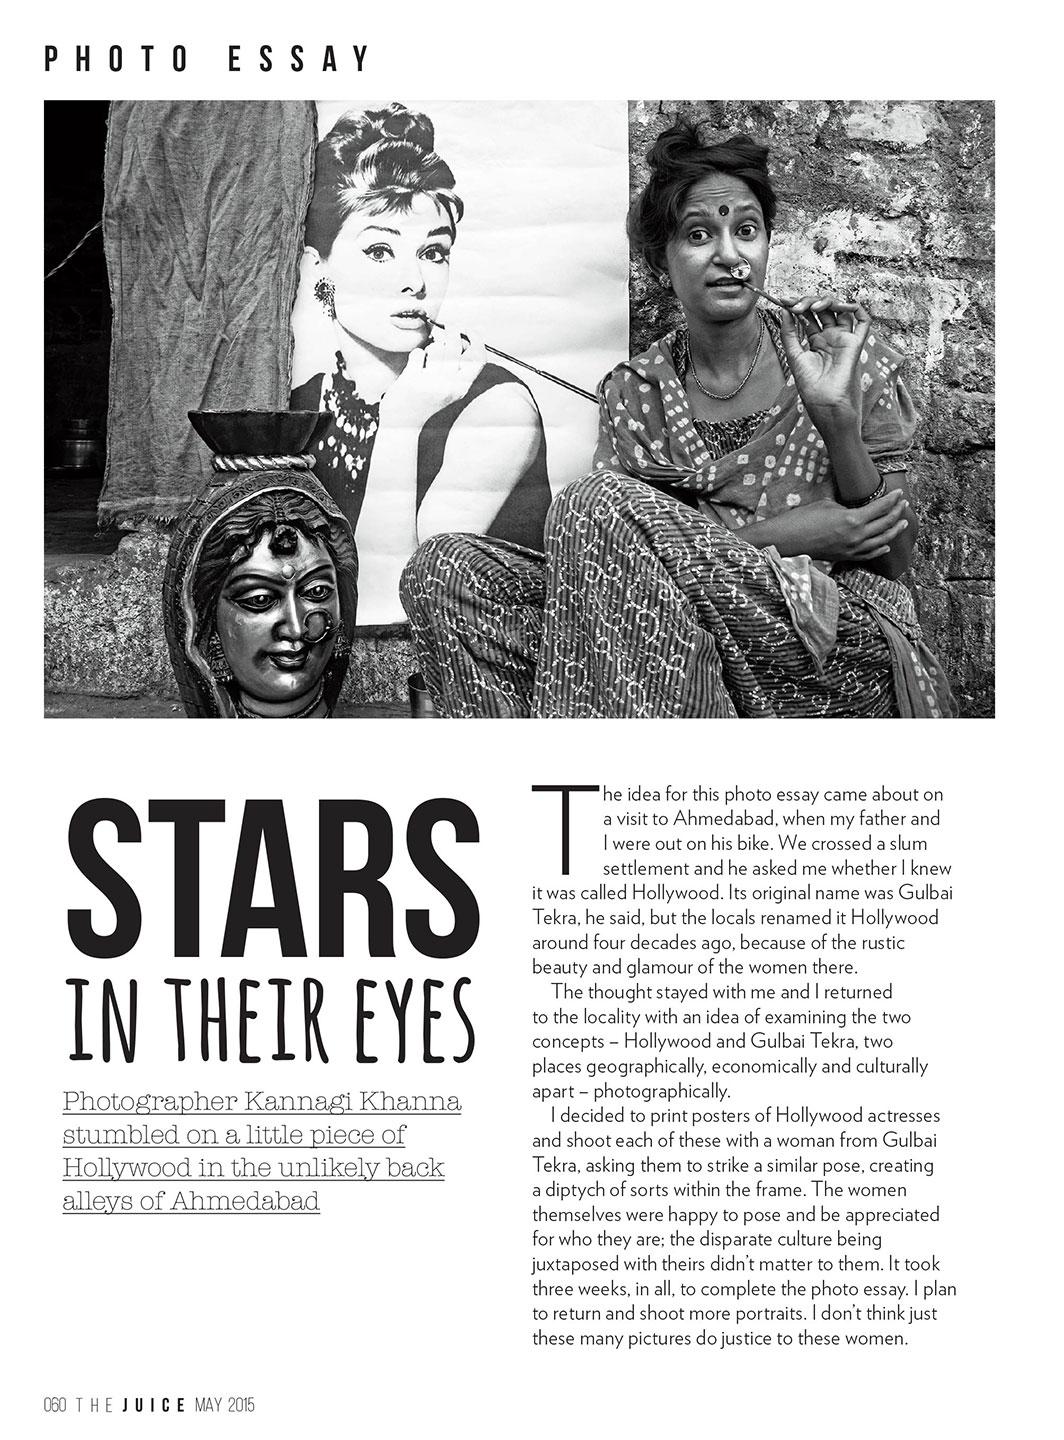 PHOTO ESSAY
STARS
IN THEIR EYES
Photographer Kannagi Khanna
stumbled on a little piece of
Hollywood in the unlikely back
alleys of Ahmedabad
The idea for this photo essay came about on
a visit to Ahmedabad, when my father and
I were out on his bike. We crossed a slum
settlement and he asked me whether I knew
it was called Hollywood. Its original name was Gulbai
Tekra, he said, but the locals renamed it Hollywood
around four decades ago, because of the rustic
beauty and glamour of the women there.
The thought stayed with me and I returned
to the locality with an idea of examining the two
concepts – Hollywood and Gulbai Tekra, two
places geographically, economically and culturally
apart – photographically.
I decided to print posters of Hollywood actresses
and shoot each of these with a woman from Gulbai
Tekra, asking them to strike a similar pose, creating
a diptych of sorts within the frame. The women
themselves were happy to pose and be appreciated
for who they are; the disparate culture being
juxtaposed with theirs didn't matter to them. It took
three weeks, in all, to complete the photo essay. I plan
to return and shoot more portraits. I don't think just
these many pictures do justice to these women.
060 THE JUICE MAY 2015